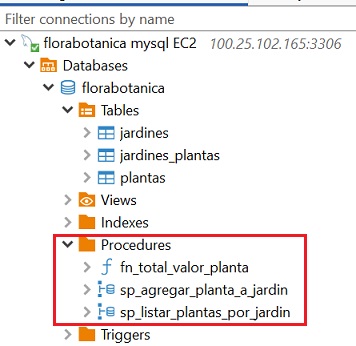 Filter connections by name
florabotanica mysql EC2 100.25.102.165:3306
Databases
florabotanica
Tables
jardines
jardines_plantas
plantas
Views
Indexes
Procedures
fn_total_valor_planta
sp_agregar_planta_a_jardin
sp_listar_plantas_por_jardin
Triggers